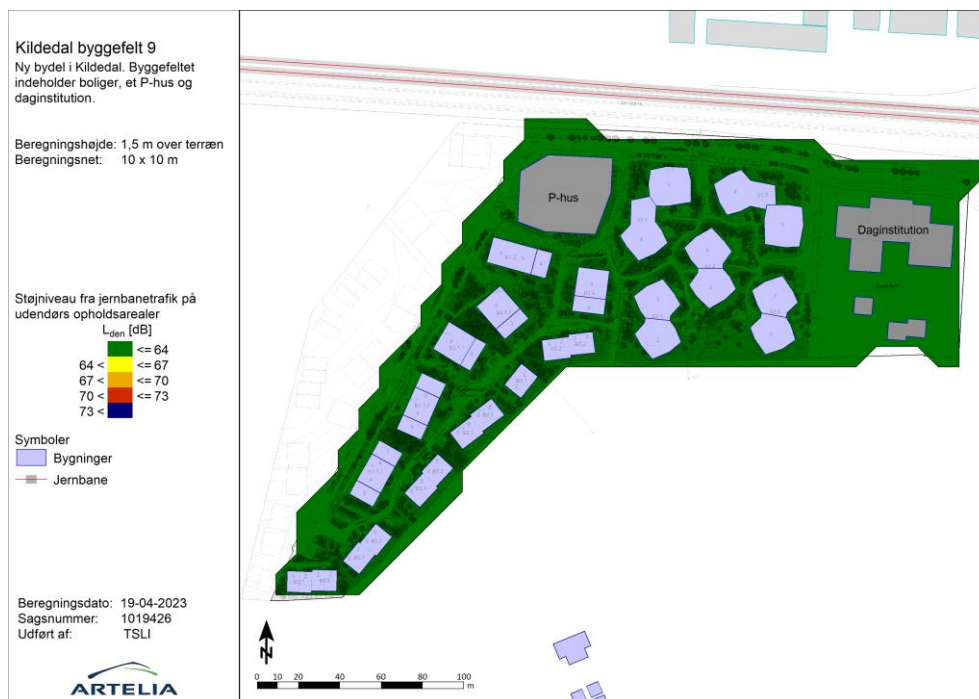 Kildedal byggefelt 9
Ny bydel i Kildedal. Byggefeltet
indeholder boliger, et P-hus og
daginstitution.
Beregningshøjde: 1,5 m over terræn
Beregningsnet: 10 x 10 m
Støjniveau fra jernbanetrafik på
udendørs opholdsarealer
Lden [dB]
<= 64
64 < <= 67
67 < <= 70
70 < <= 73
73 <
Symboler
Bygninger
Jernbane
Beregningsdato: 19-04-2023
Sagsnummer: 1019426
Udført af: TSLI
ARTELIA
P-hus
Daginstitution
N
0 10 20 40 60 80 100
m